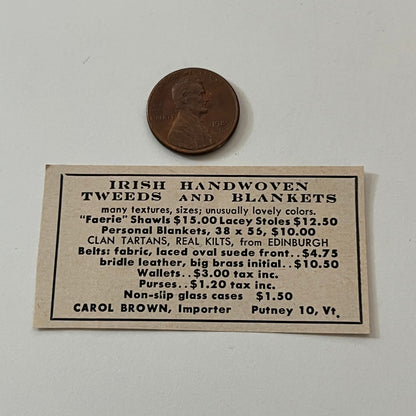 IRISH HANDWOVEN
TWEEDS AND BLANKETS
many textures, sizes; unusually lovely colors.
"Faerie" Shawls $15.00 Lacey Stoles $12.50
Personal Blankets, 38 x 56, $10.00
CLAN TARTANS, REAL KILTS, from EDINBURGH
Belts: fabric, laced oval suede front. . $4.75
bridle leather, big brass initial. . $10.50
Wallets. . $3.00 tax inc.
Purses. . $1.20 tax inc.
Non-siip glass cases $1.50
CAROL BROWN, Importer Putney 10, Vt.